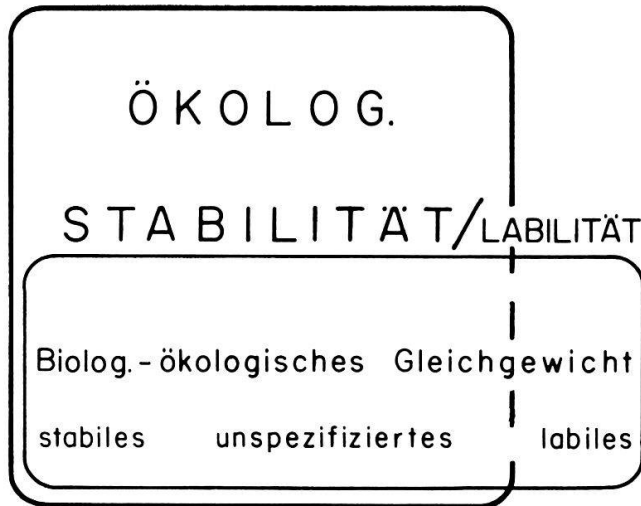 ÖKOLOG.
STABILITÄT/LABILITÄT
Biolog.-ökologisches Gleichgewicht
stabiles unspezifiziertes labiles